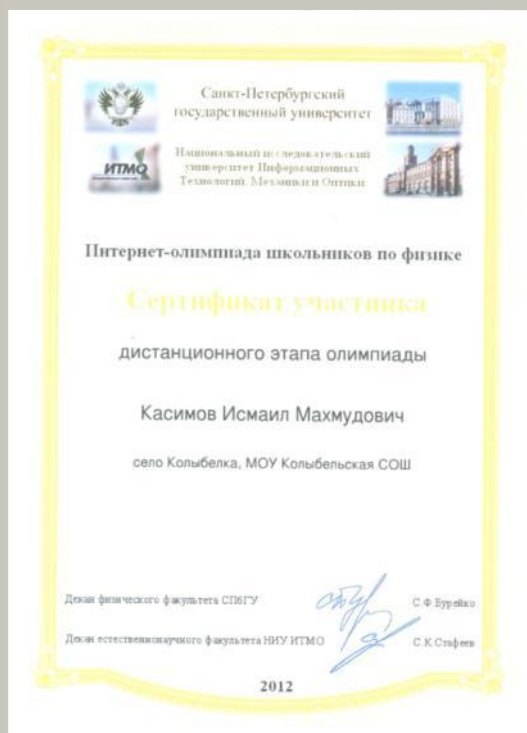 Санкт-Петербургский
государственный университет
ИТМО
Национальный исследовательский
университет Информационных
Технологий, Механики и Оптики
Интернет-олимпиада школьников по физике
Сертификат участника
дистанционного этапа олимпиады
Касимов Исмаил Махмудович
село Колыбелка, МОУ Колыбельская СОШ
Декан физического факультета СПбГУ С.Ф Бурейко
Декан естественнонаучного факультета НИУ ИТМО С.К Стафеев
2012